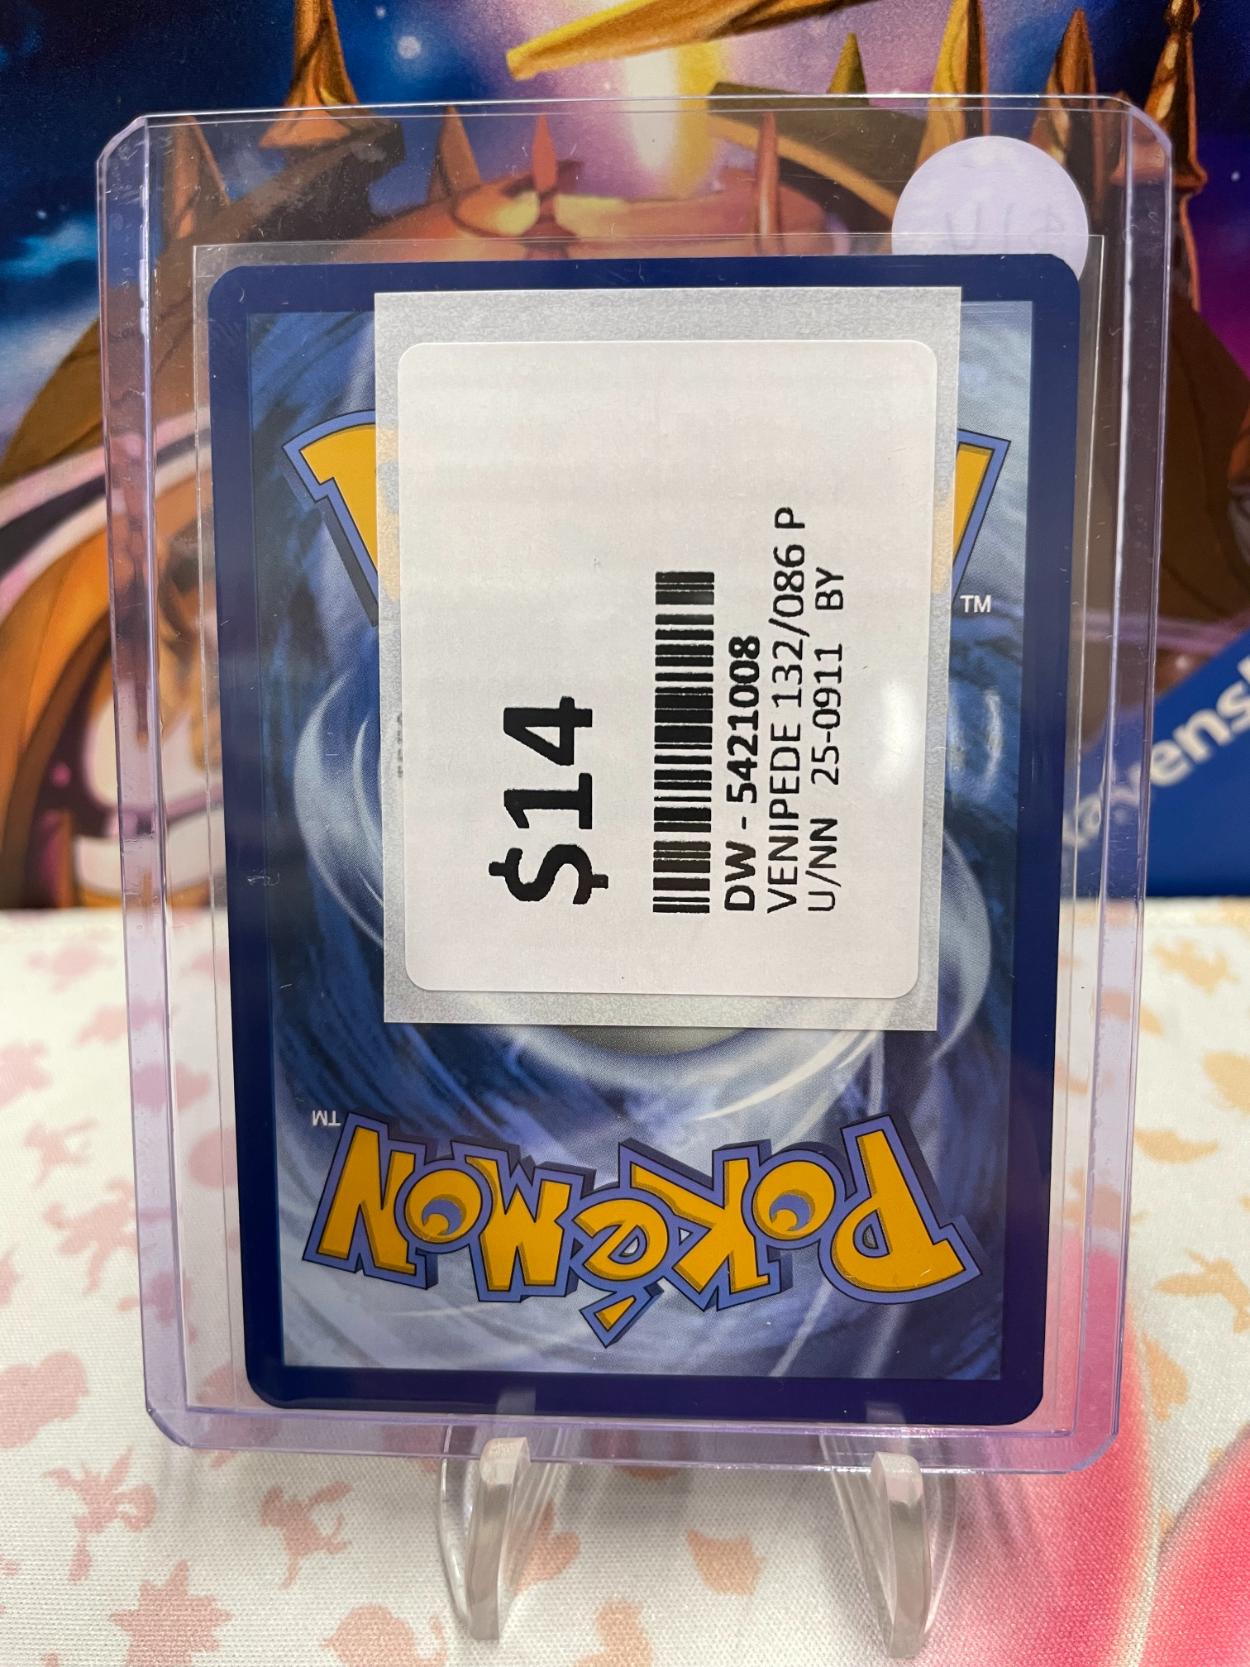 $14
DW - 5421008
VENIPEDE 132/086 P
U/NN 25-0911 BY
TM
POKéMON
TM